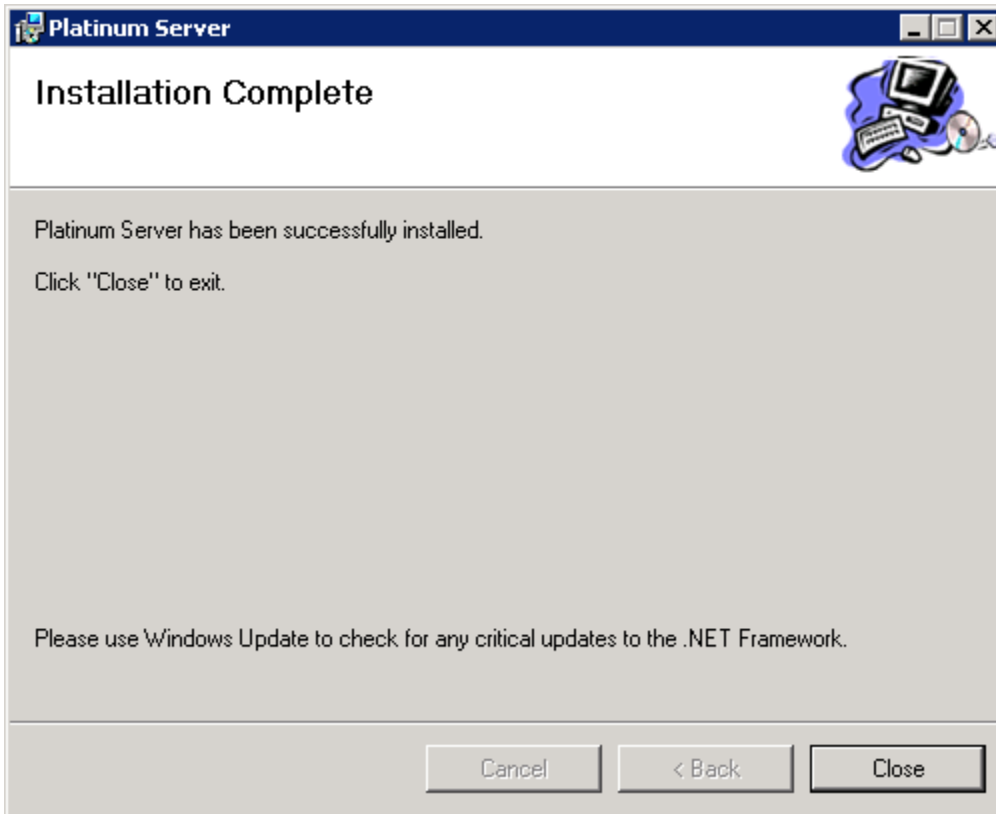 Platinum Server
Installation Complete
Platinum Server has been successfully installed.
Click "Close" to exit.
Please use Windows Update to check for any critical updates to the .NET Framework.
Cancel
< Back
Close